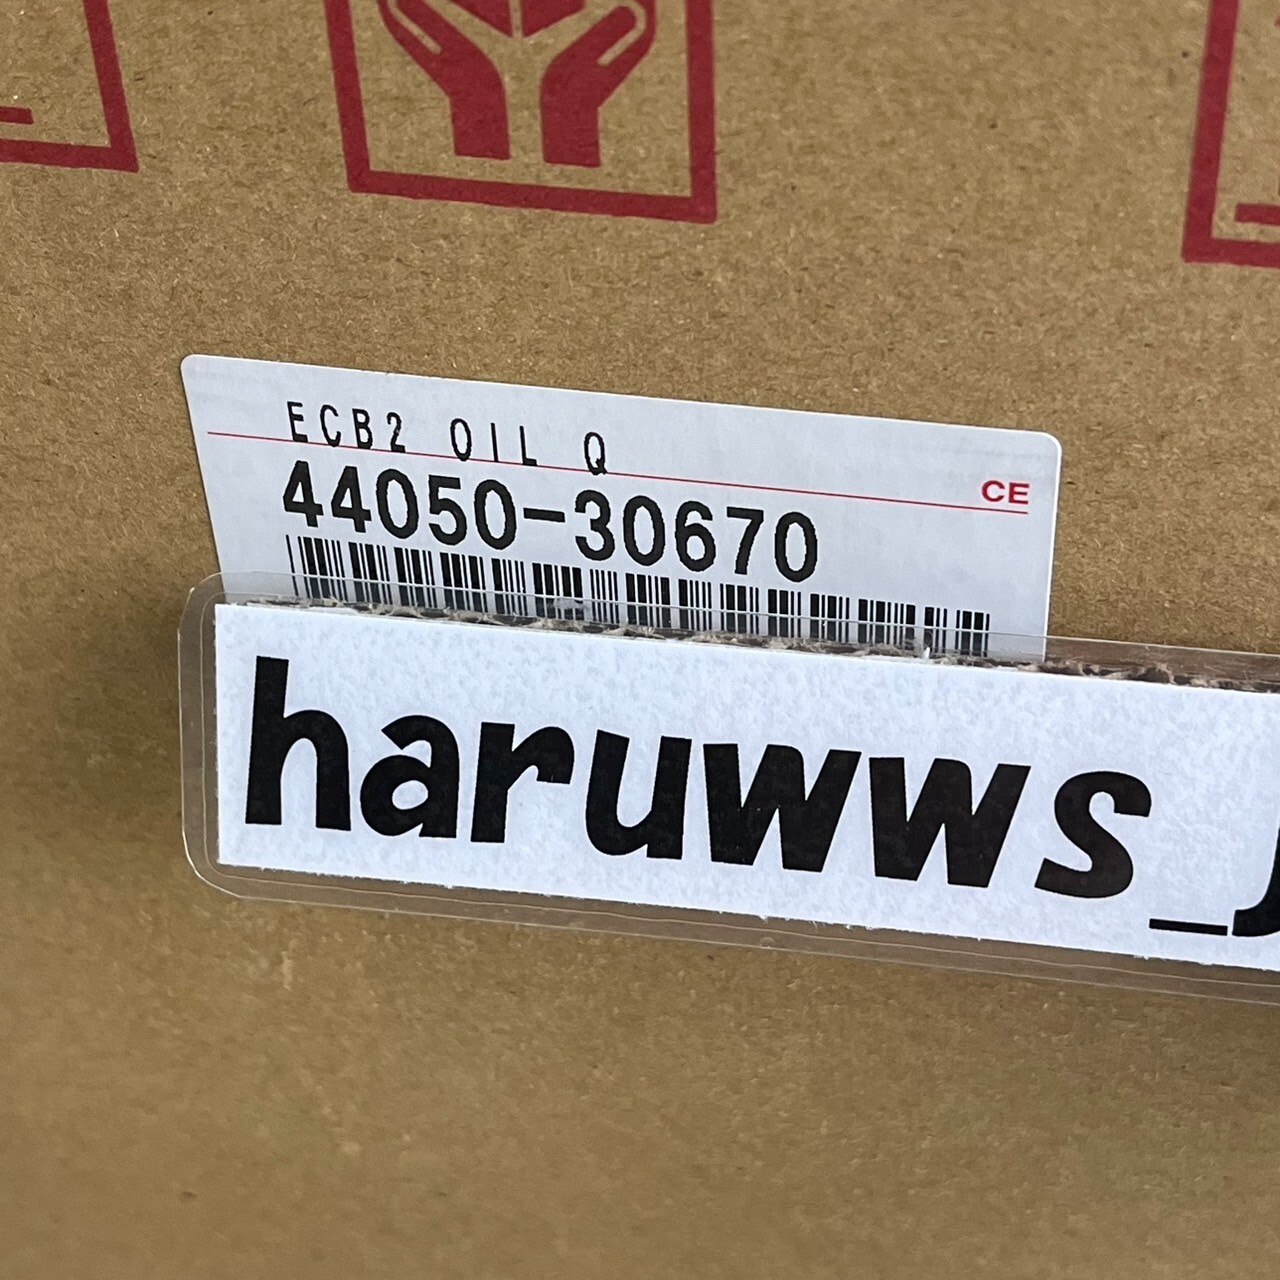 ECB2 OIL Q
CE
44050-30670
haruwws_